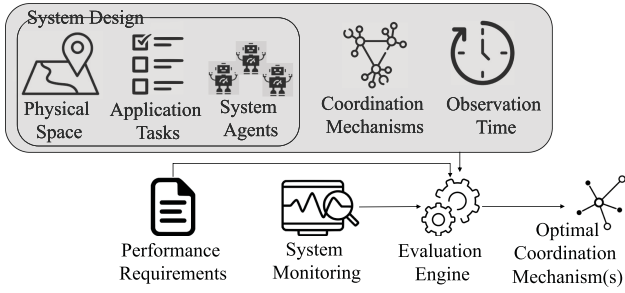 System Design
Physical
Space
Application
Tasks
System
Agents
Coordination
Mechanisms
Observation
Time
Performance
Requirements
System
Monitoring
Evaluation
Engine
Optimal
Coordination
Mechanism(s)